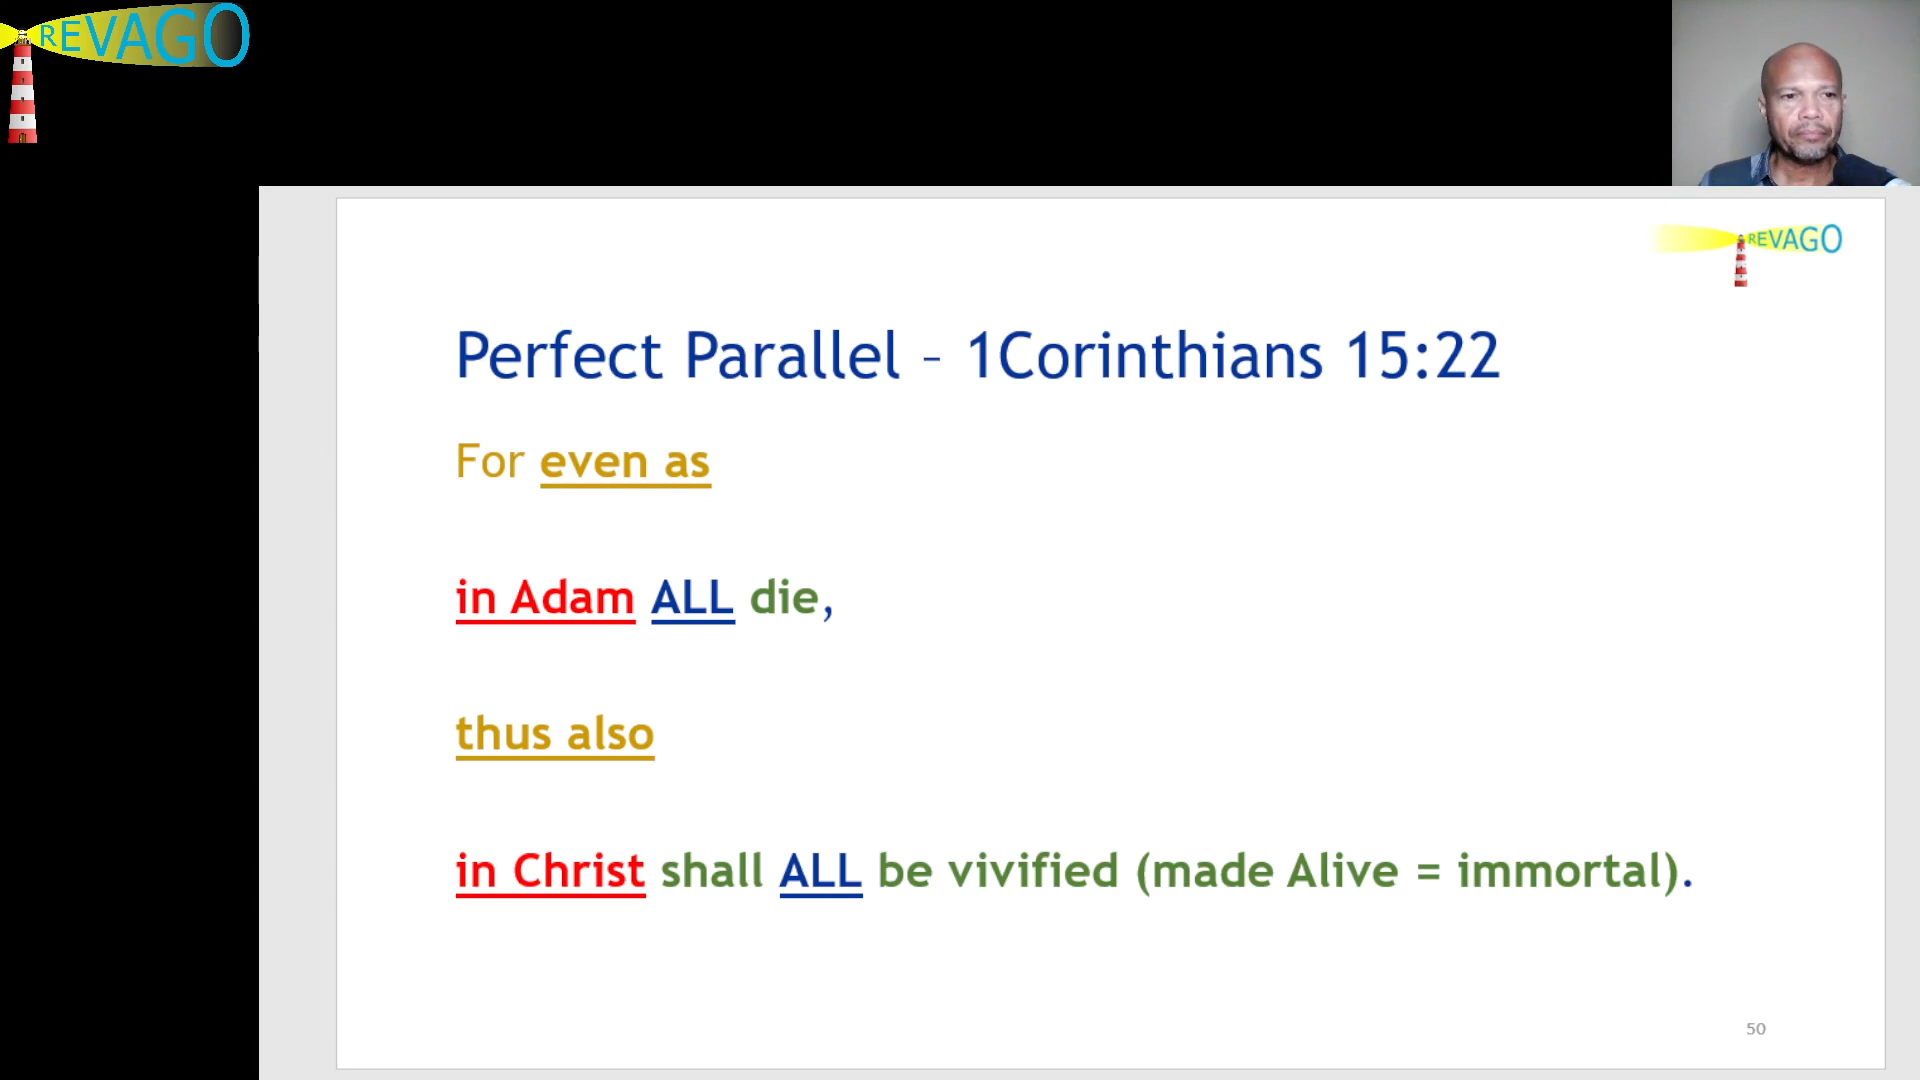 REVAGO
REVAGO
Perfect Parallel – 1Corinthians 15:22
For even as
in Adam ALL die,
thus also
in Christ shall ALL be vivified (made Alive = immortal).
50